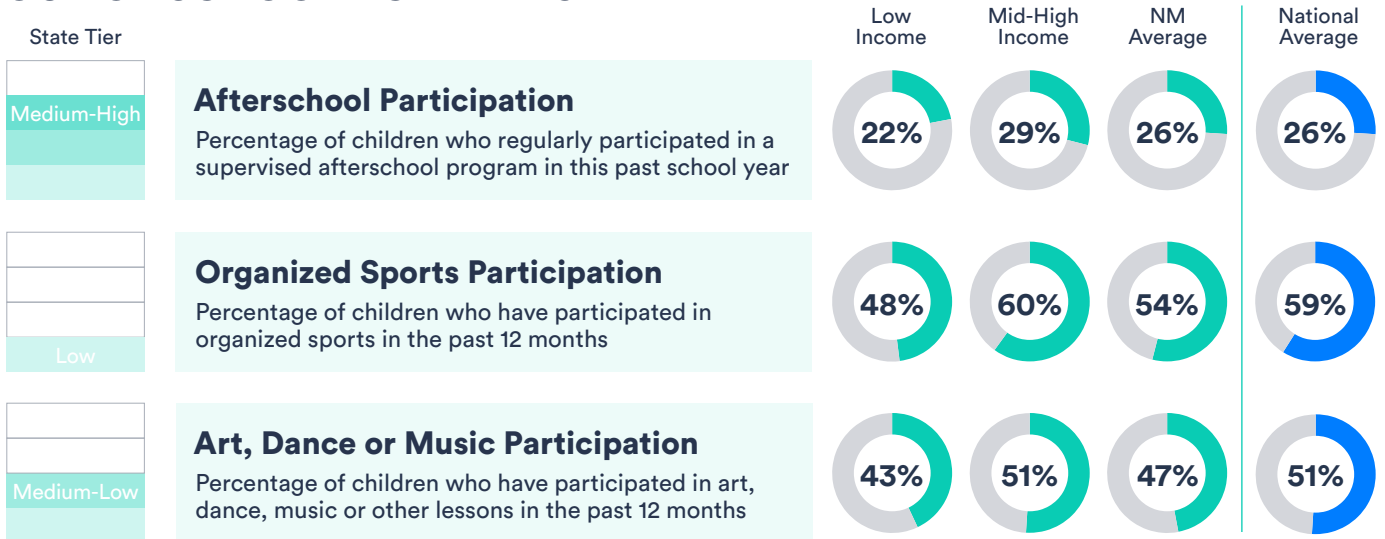 State Tier
Low
Income
Mid-High
Income
NM
Average
National
Average
Medium-High
Afterschool Participation
Percentage of children who regularly participated in a
supervised afterschool program in this past school year
22%
29%
26%
26%
Low
Organized Sports Participation
Percentage of children who have participated in
organized sports in the past 12 months
48%
60%
54%
59%
Medium-Low
Art, Dance or Music Participation
Percentage of children who have participated in art,
dance, music or other lessons in the past 12 months
43%
51%
47%
51%